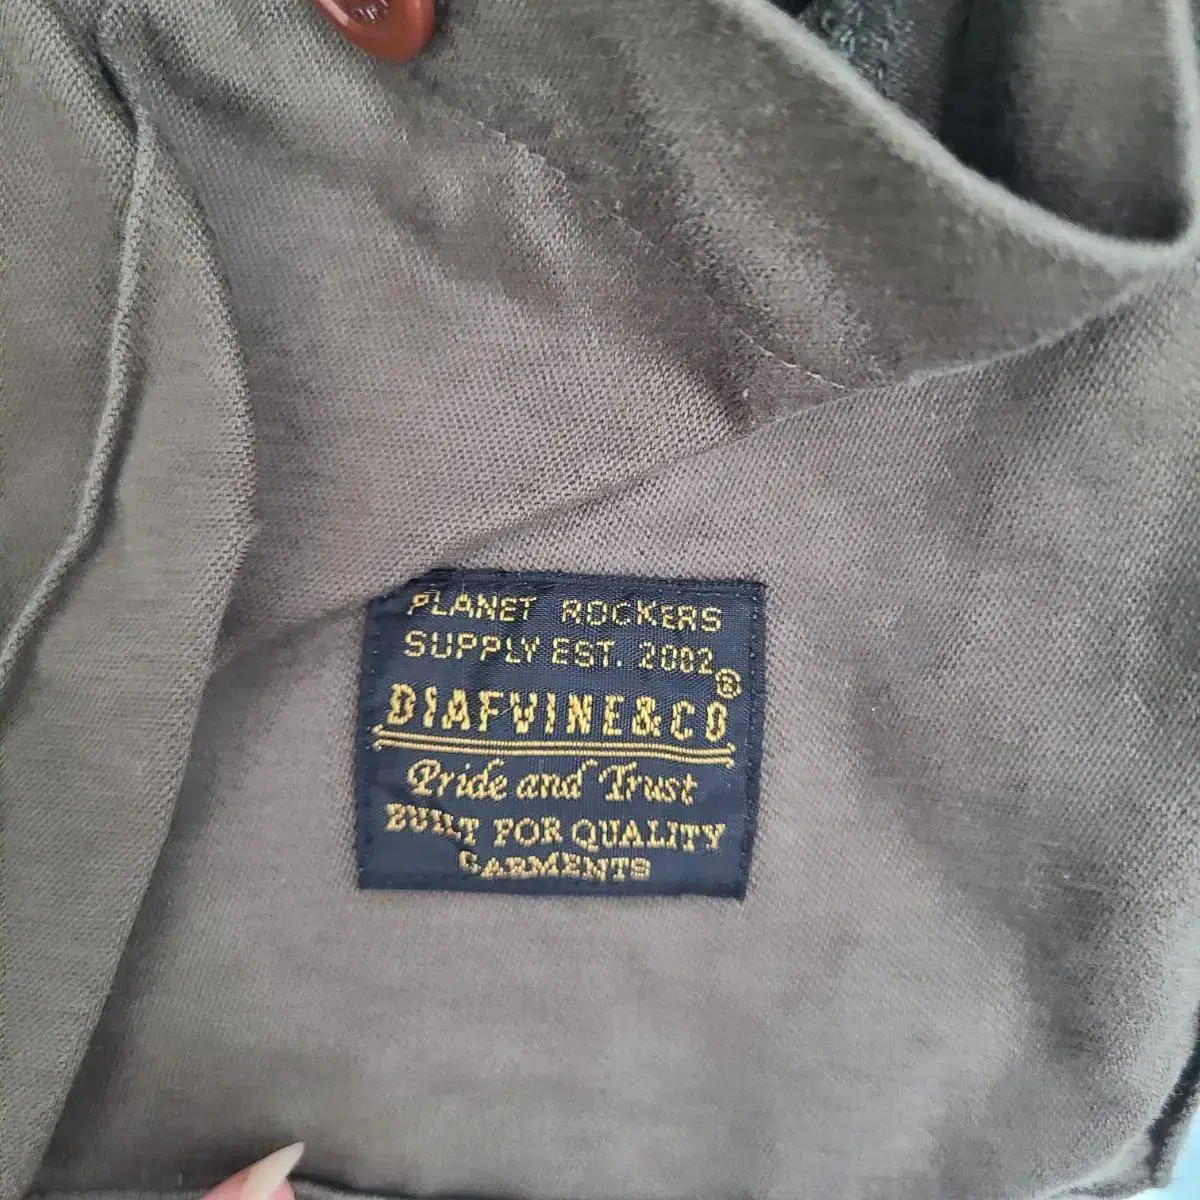 PLANET ROCKERS
SUPPLY EST. 2002
DIAFVINE&CO®
Pride and Trust
BUILT FOR QUALITY
GARMENTS